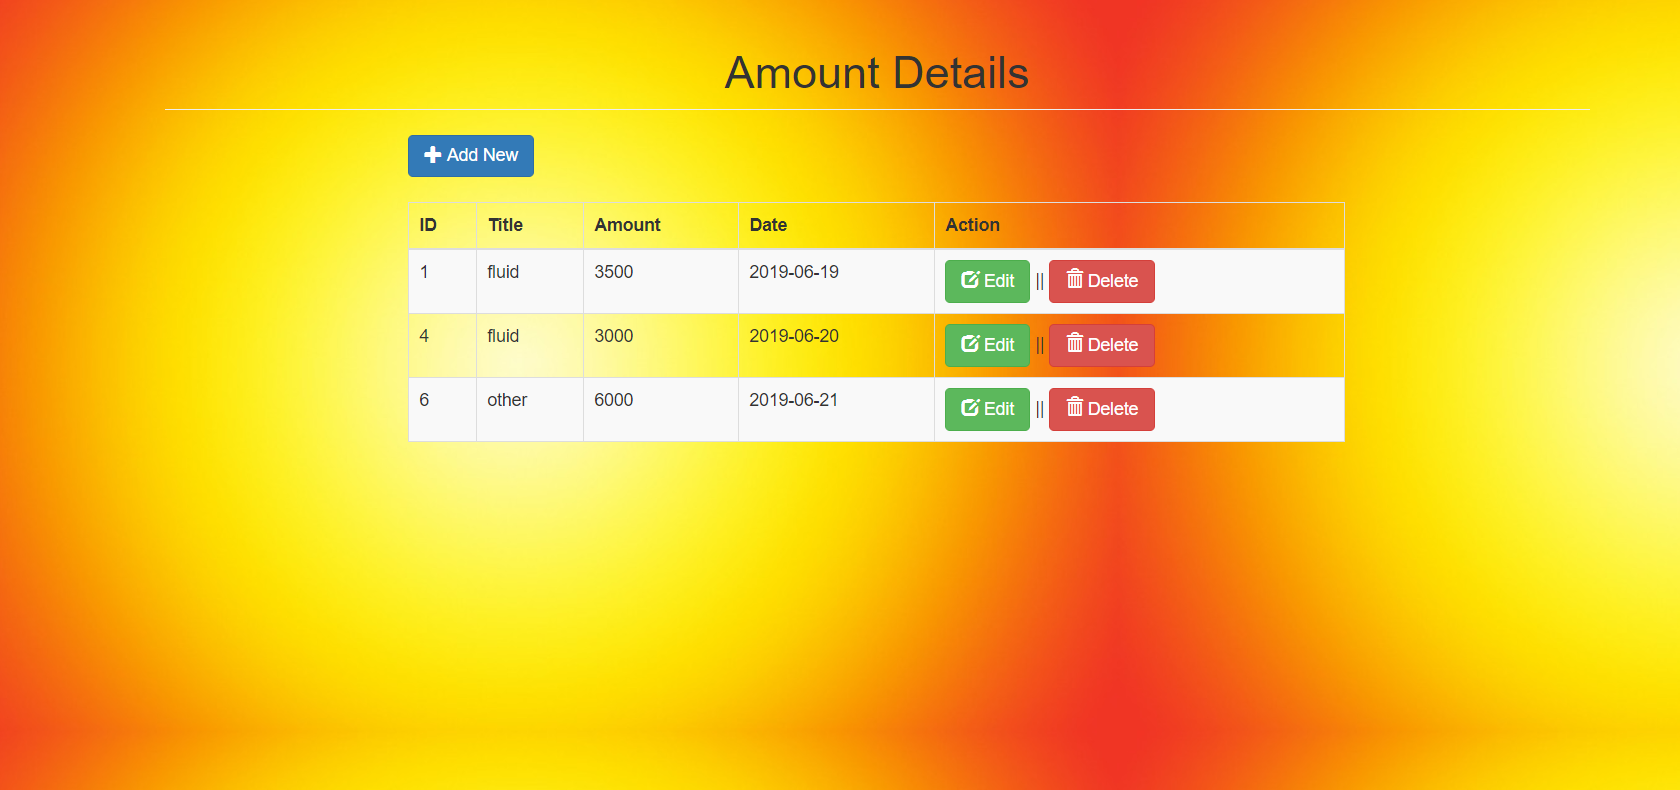 Amount Details
Add New
ID Title Amount Date Action
1 fluid 3500 2019-06-19 Edit || Delete
4 fluid 3000 2019-06-20 Edit || Delete
6 other 6000 2019-06-21 Edit || Delete